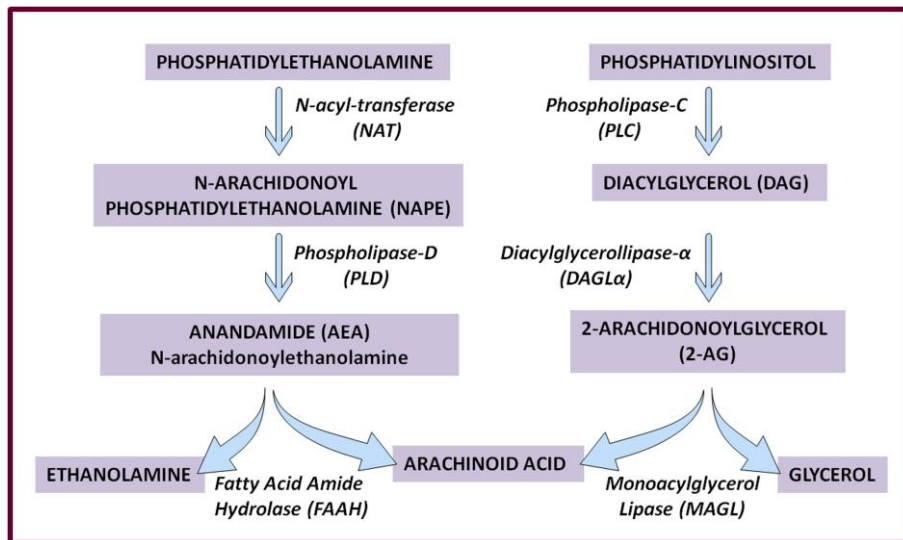 PHOSPHATIDYLETHANOLAMINE
PHOSPHATIDYLINOSITOL
N-acyl-transferase
(NAT)
Phospholipase-C
(PLC)
N-ARACHIDONOYL
PHOSPHATIDYLETHANOLAMINE (NAPE)
DIACYLGLYCEROL (DAG)
Phospholipase-D
(PLD)
Diacylglycerollipase-α
(DAGLα)
ANANDAMIDE (AEA)
N-arachidonoylethanolamine
2-ARACHIDONOYLGLYCEROL
(2-AG)
ETHANOLAMINE
Fatty Acid Amide
Hydrolase (FAAH)
ARACHINOID ACID
Monoacylglycerol
Lipase (MAGL)
GLYCEROL